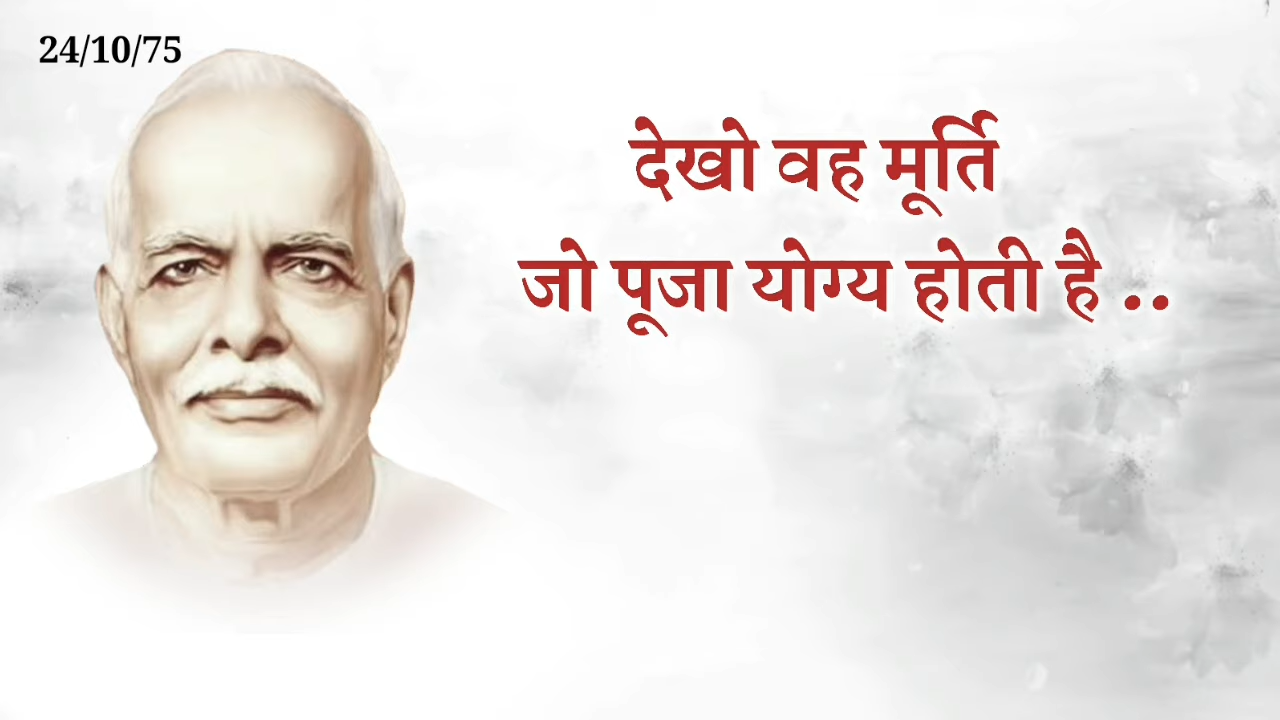 24/10/75
देखो वह मूर्ति
जो पूजा योग्य होती है ..